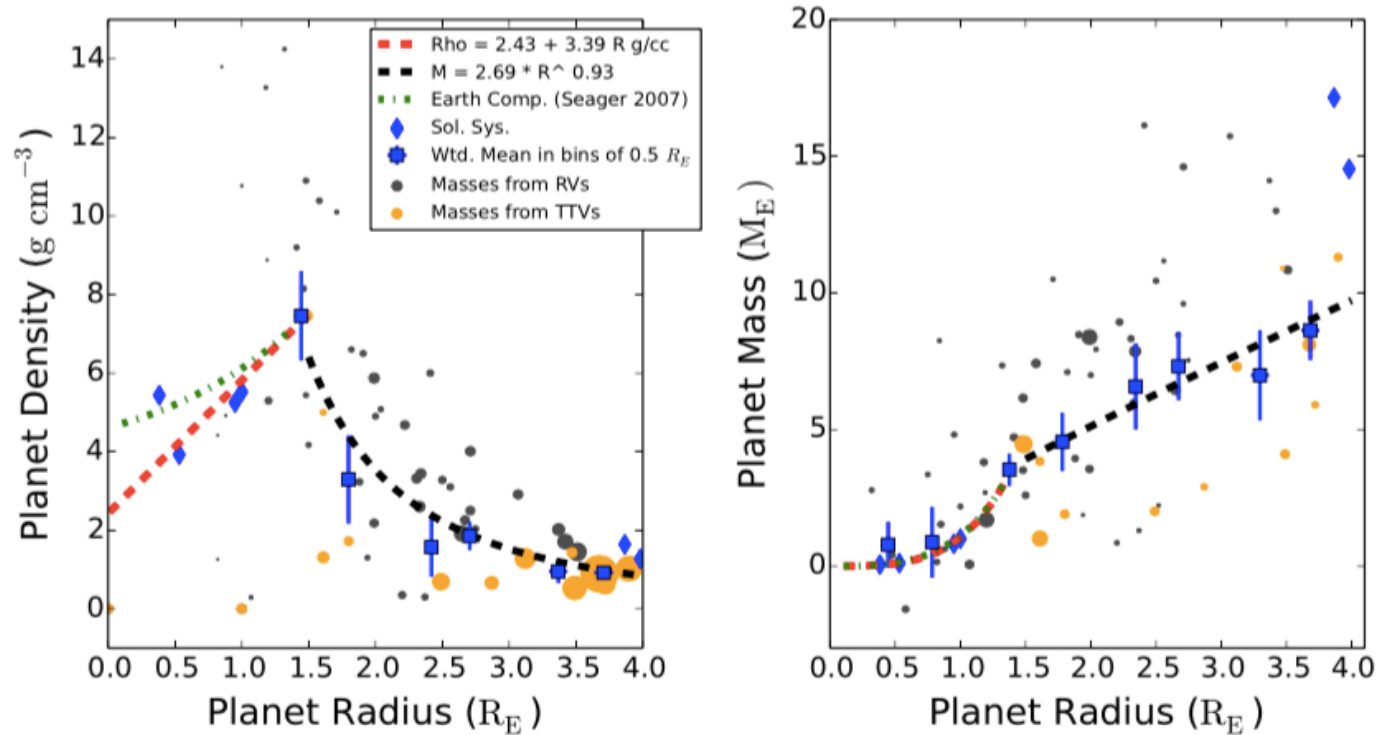 Rho = 2.43 + 3.39 R g/cc
M = 2.69 * R^ 0.93
Earth Comp. (Seager 2007)
Sol. Sys.
Wtd. Mean in bins of 0.5 R_E
Masses from RVs
Masses from TTVs
Planet Density (g cm⁻³)
14
12
10
8
6
4
2
0
0.0 0.5 1.0 1.5 2.0 2.5 3.0 3.5 4.0
Planet Radius (R_E)
Planet Mass (M_E)
20
15
10
5
0
0.0 0.5 1.0 1.5 2.0 2.5 3.0 3.5 4.0
Planet Radius (R_E)